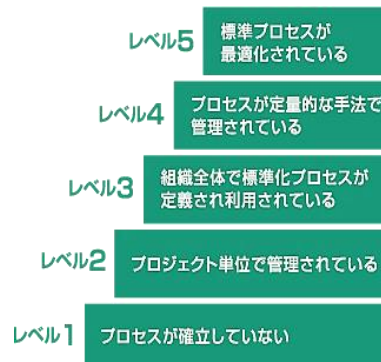 レベル5
標準プロセスが
最適化されている
レベル4
プロセスが定量的な手法で
管理されている
レベル3
組織全体で標準化プロセスが
定義され利用されている
レベル2
プロジェクト単位で管理されている
レベル1
プロセスが確立していない